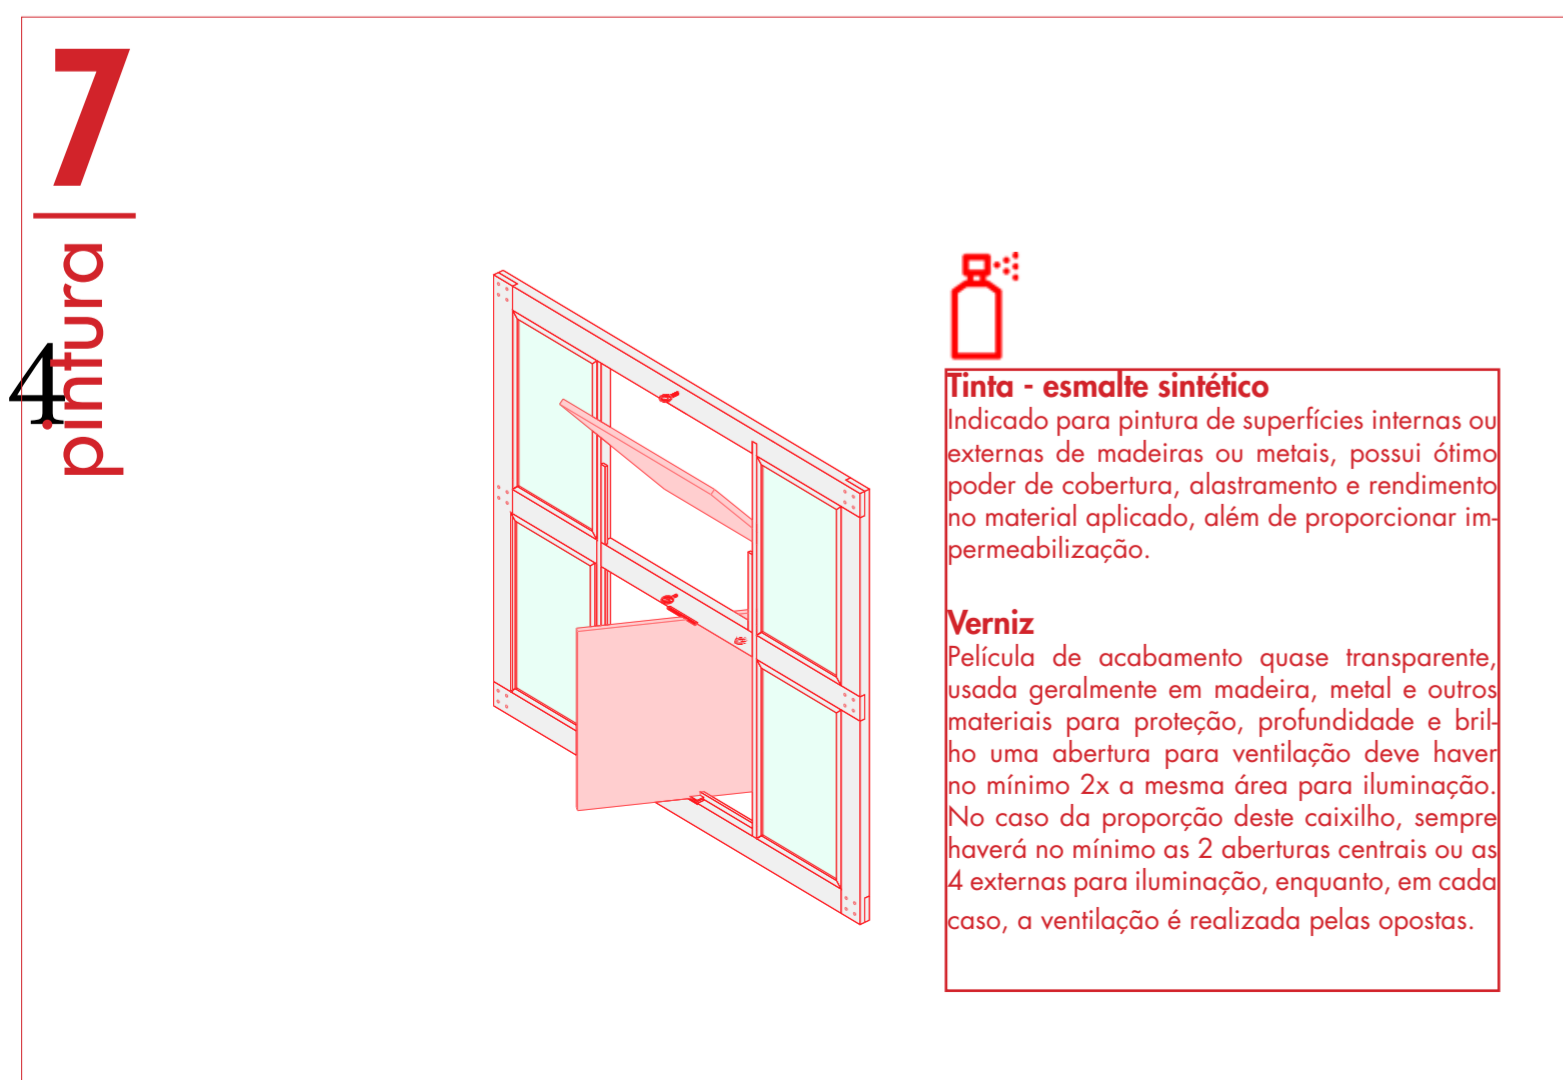 7
pintura
4
Tinta - esmalte sintético
Indicado para pintura de superfícies internas ou
externas de madeiras ou metais, possui ótimo
poder de cobertura, alastramento e rendimento
no material aplicado, além de proporcionar im-
permeabilização.
Verniz
Película de acabamento quase transparente,
usada geralmente em madeira, metal e outros
materiais para proteção, profundidade e bril-
ho uma abertura para ventilação deve haver
no mínimo 2x a mesma área para iluminação.
No caso da proporção deste caixilho, sempre
haverá no mínimo as 2 aberturas centrais ou as
4 externas para iluminação, enquanto, em cada
caso, a ventilação é realizada pelas opostas.